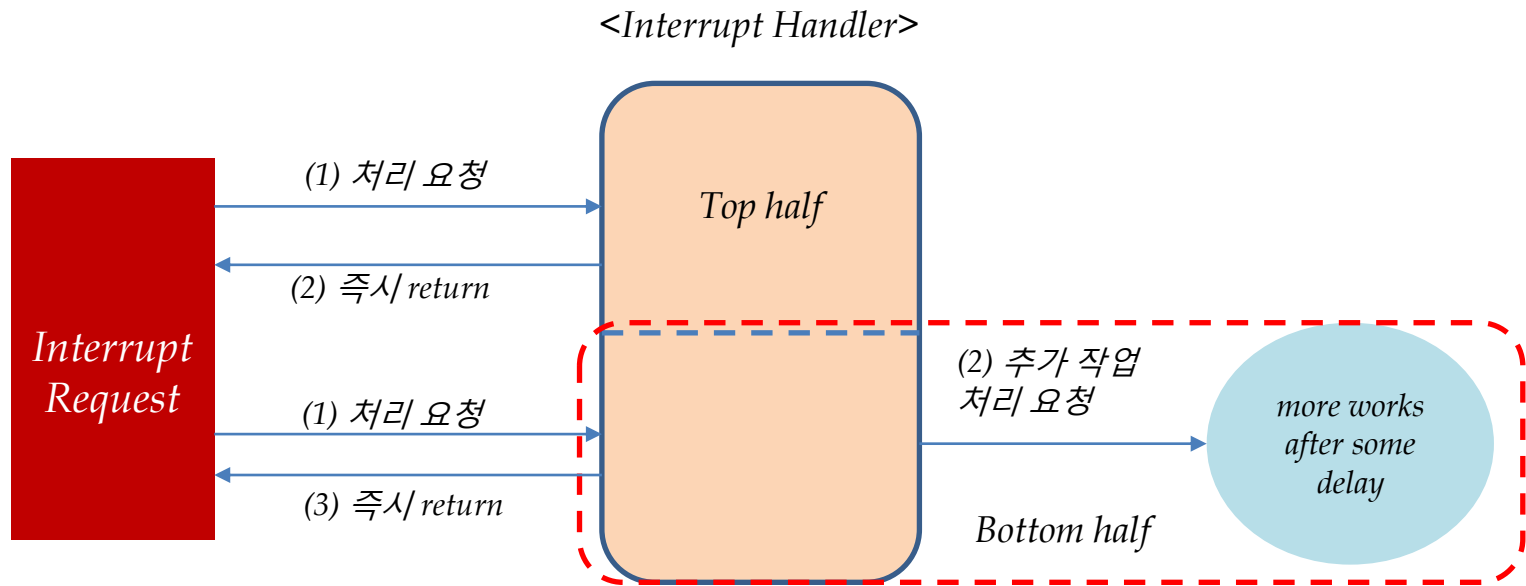 <Interrupt Handler>
(1) 처리 요청
Top half
(2) 즉시 return
Interrupt
Request
(1) 처리 요청
(3) 즉시 return
(2) 추가 작업
처리 요청
more works
after some
delay
Bottom half